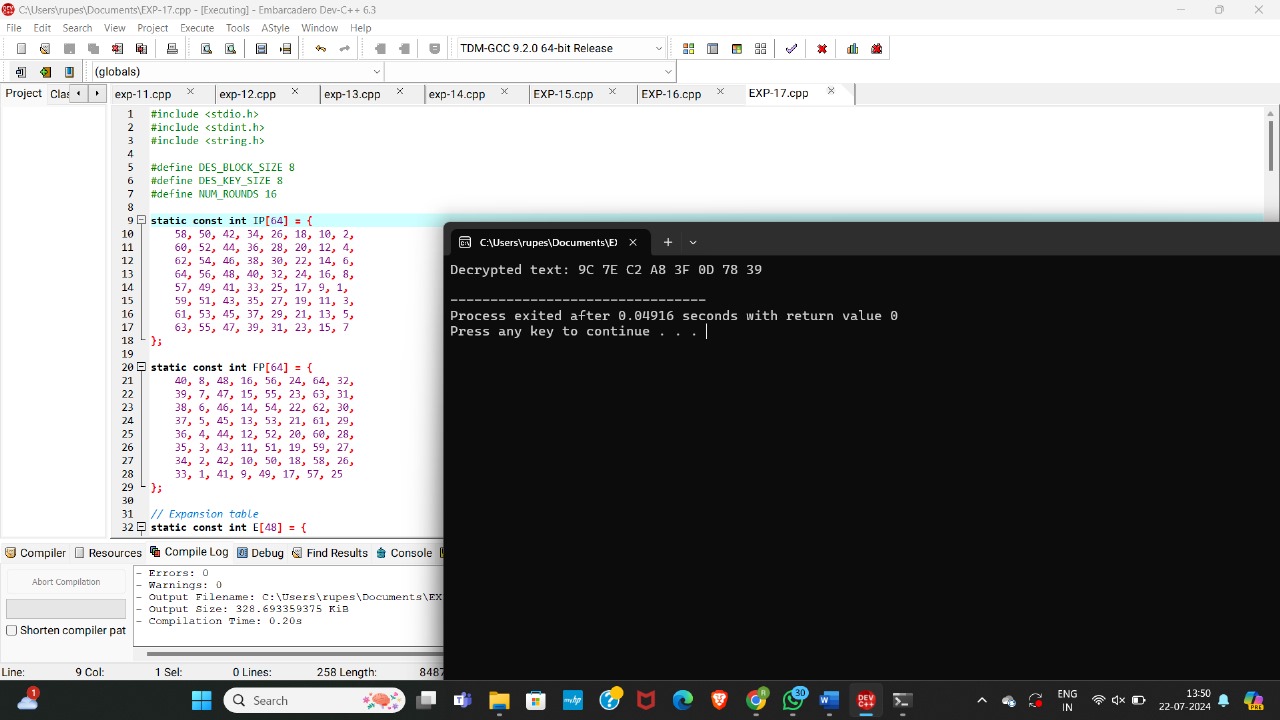 C:\Users\rupes\Documents\EXP-17.cpp - [Executing] - Embarcadero Dev-C++ 6.3
File Edit Search View Project Execute Tools AStyle Window Help
TDM-GCC 9.2.0 64-bit Release
(globals)
Project Clas exp-11.cpp exp-12.cpp exp-13.cpp exp-14.cpp EXP-15.cpp EXP-16.cpp EXP-17.cpp
1 #include <stdio.h>
2 #include <stdint.h>
3 #include <string.h>
4
5 #define DES_BLOCK_SIZE 8
6 #define DES_KEY_SIZE 8
7 #define NUM_ROUNDS 16
8
9 static const int IP[64] = {
10 58, 50, 42, 34, 26, 18, 10, 2,
11 60, 52, 44, 36, 28, 20, 12, 4,
12 62, 54, 46, 38, 30, 22, 14, 6,
13 64, 56, 48, 40, 32, 24, 16, 8,
14 57, 49, 41, 33, 25, 17, 9, 1,
15 59, 51, 43, 35, 27, 19, 11, 3,
16 61, 53, 45, 37, 29, 21, 13, 5,
17 63, 55, 47, 39, 31, 23, 15, 7
18 };
19
20 static const int FP[64] = {
21 40, 8, 48, 16, 56, 24, 64, 32,
22 39, 7, 47, 15, 55, 23, 63, 31,
23 38, 6, 46, 14, 54, 22, 62, 30,
24 37, 5, 45, 13, 53, 21, 61, 29,
25 36, 4, 44, 12, 52, 20, 60, 28,
26 35, 3, 43, 11, 51, 19, 59, 27,
27 34, 2, 42, 10, 50, 18, 58, 26,
28 33, 1, 41, 9, 49, 17, 57, 25
29 };
30
31 // Expansion table
32 static const int E[48] = {
C:\Users\rupes\Documents\E
Decrypted text: 9C 7E C2 A8 3F 0D 78 39
--------------------------------
Process exited after 0.04916 seconds with return value 0
Press any key to continue . . .
Compiler Resources Compile Log Debug Find Results Console
Abort Compilation
Shorten compiler pat
- Errors: 0
- Warnings: 0
- Output Filename: C:\Users\rupes\Documents\EX
- Output Size: 328.693359375 KiB
- Compilation Time: 0.20s
Line: 9 Col: 1 Sel: 0 Lines: 258 Length: 8487
1
Search
30
ENG
IN
13:50
22-07-2024